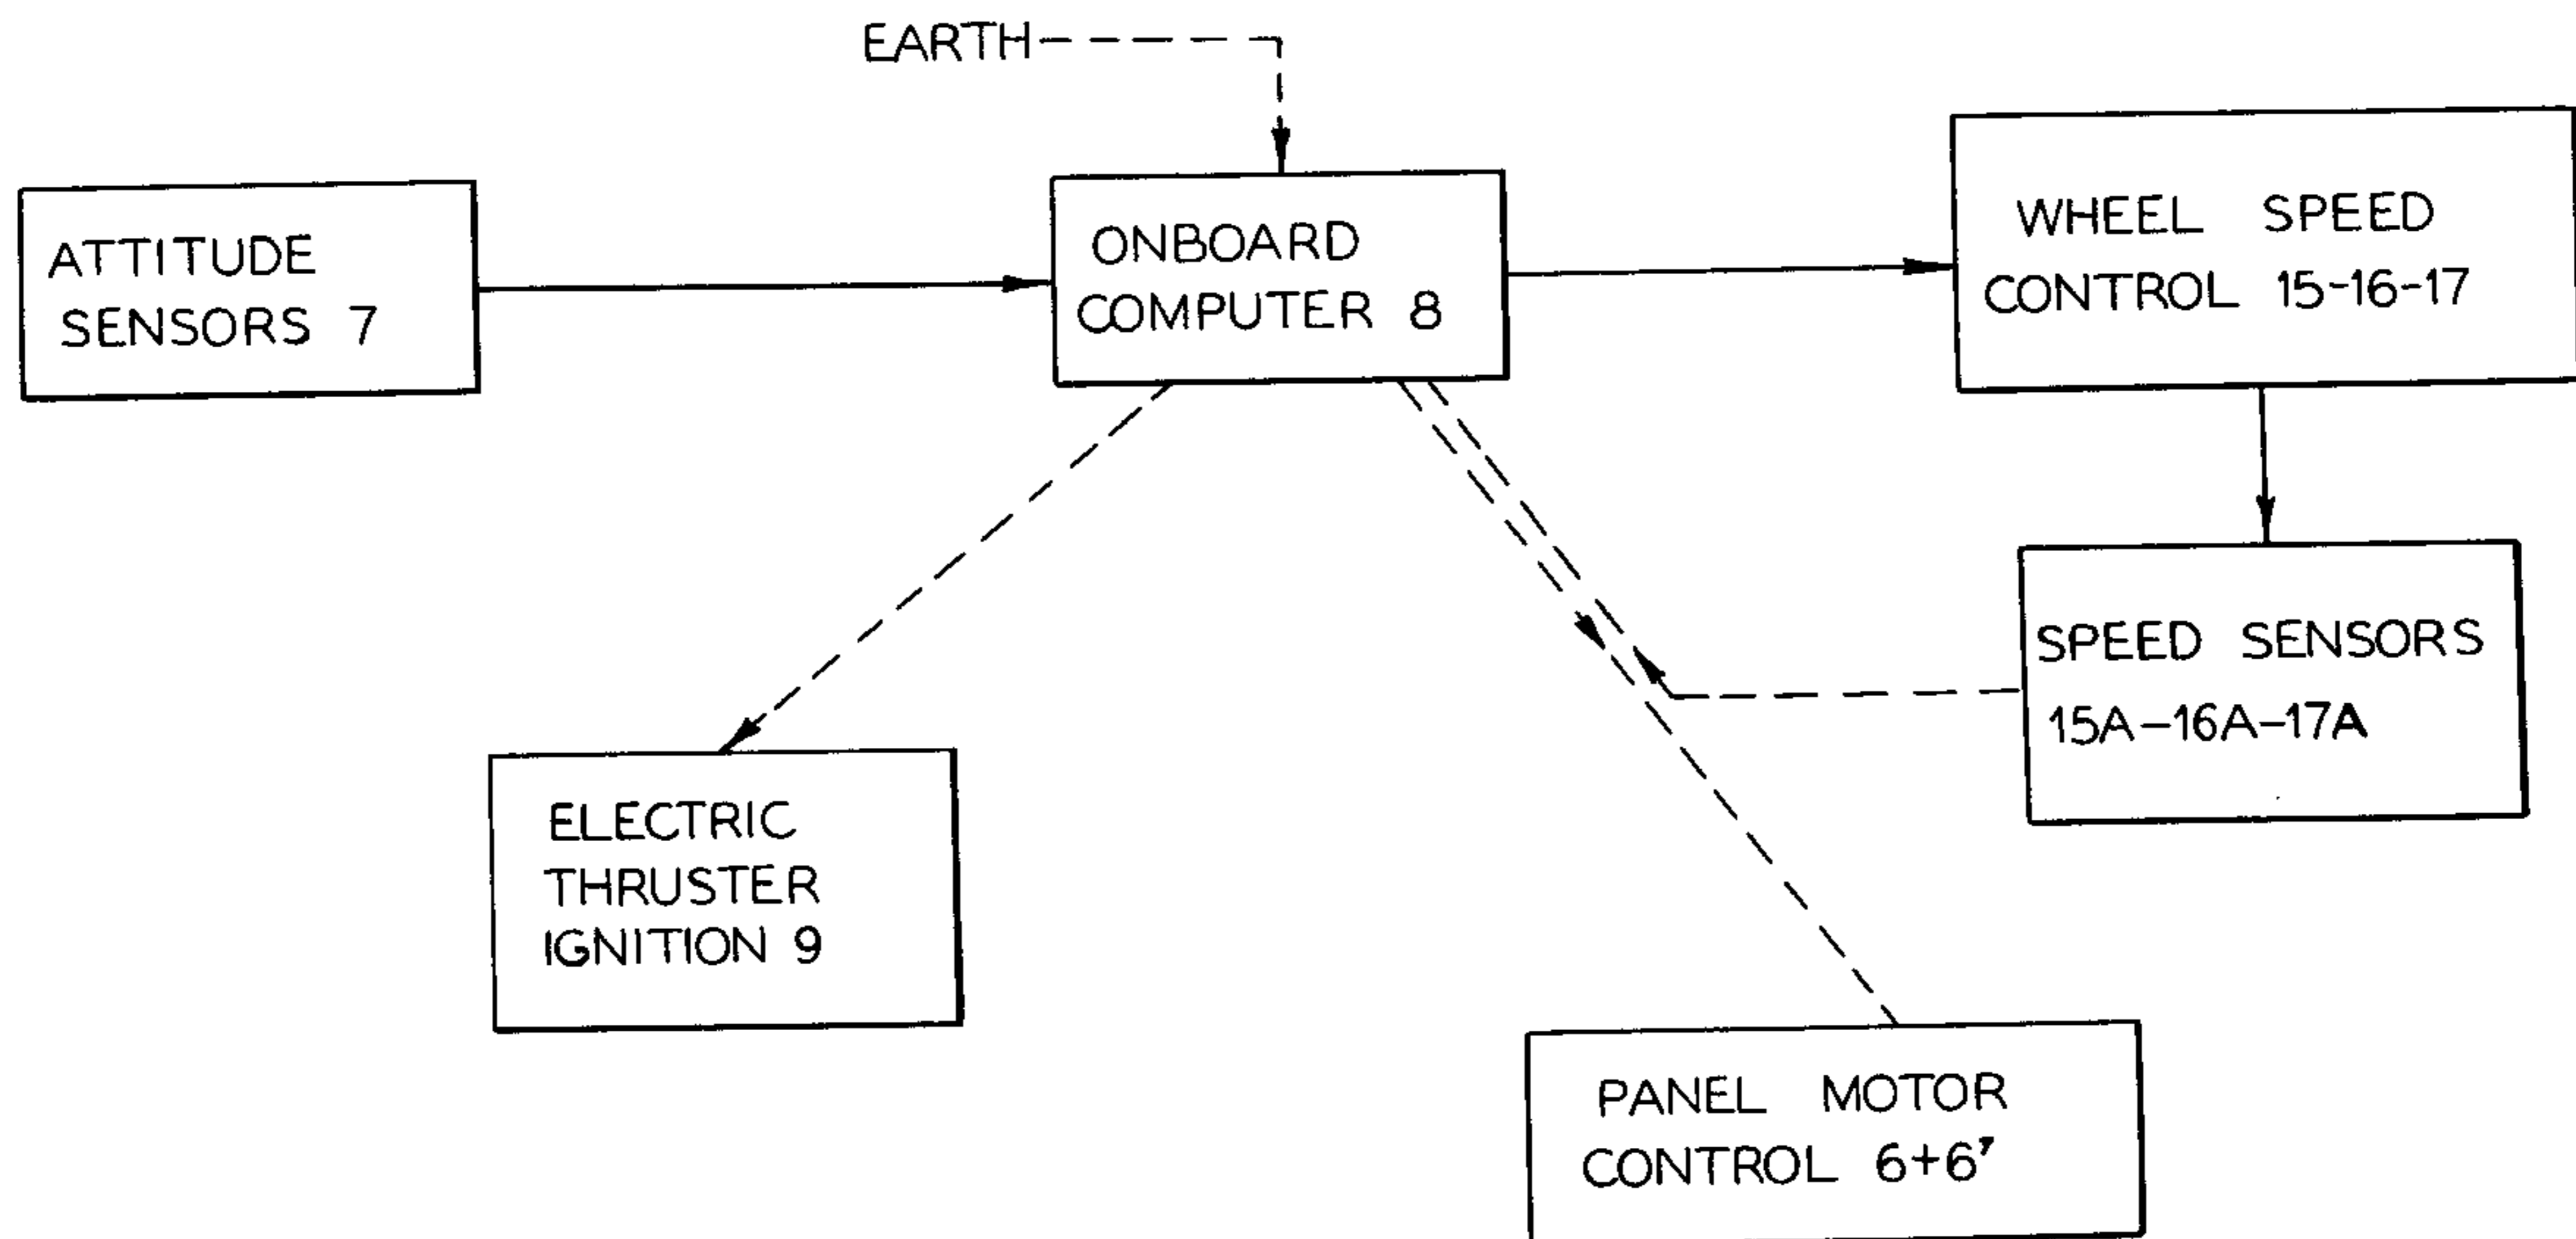 EARTH
ATTITUDE
SENSORS 7
ONBOARD
COMPUTER 8
WHEEL SPEED
CONTROL 15-16-17
SPEED SENSORS
15A-16A-17A
ELECTRIC
THRUSTER
IGNITION 9
PANEL MOTOR
CONTROL 6+6'